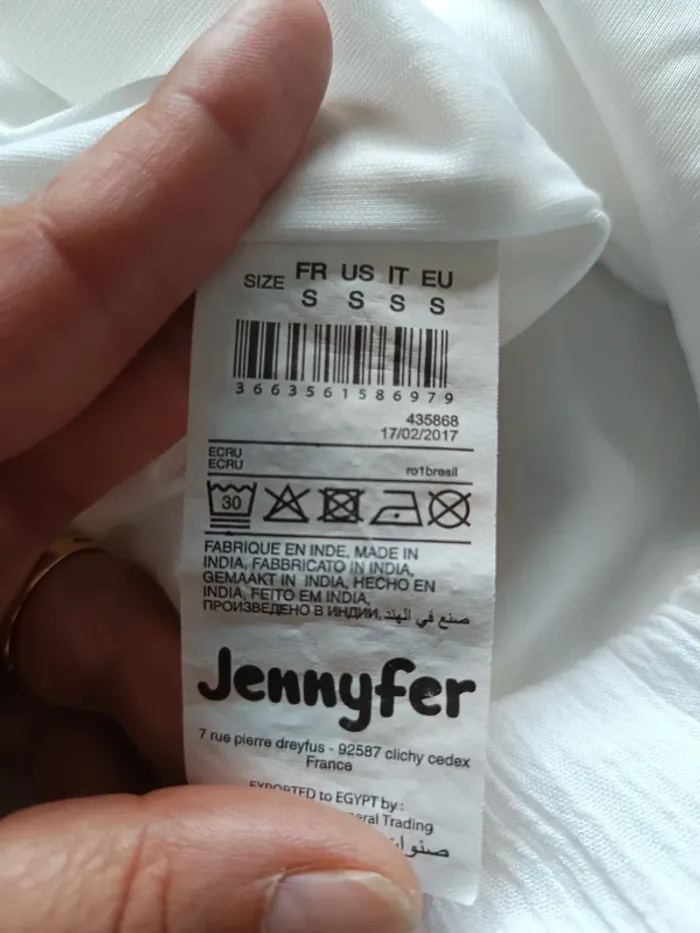 SIZE FR US IT EU
S S S S
3663561586979
435868
17/02/2017
ECRU
ECRU ro1bresil
30
FABRIQUE EN INDE, MADE IN
INDIA, FABBRICATO IN INDIA,
GEMAAKT IN INDIA, HECHO EN
INDIA, FEITO EM INDIA,
ПРОИЗВЕДЕНО В ИНДИИ, صنع في الهند
Jennyfer
7 rue pierre dreyfus - 92587 clichy cedex
France
EXPORTED to EGYPT by :
Trading